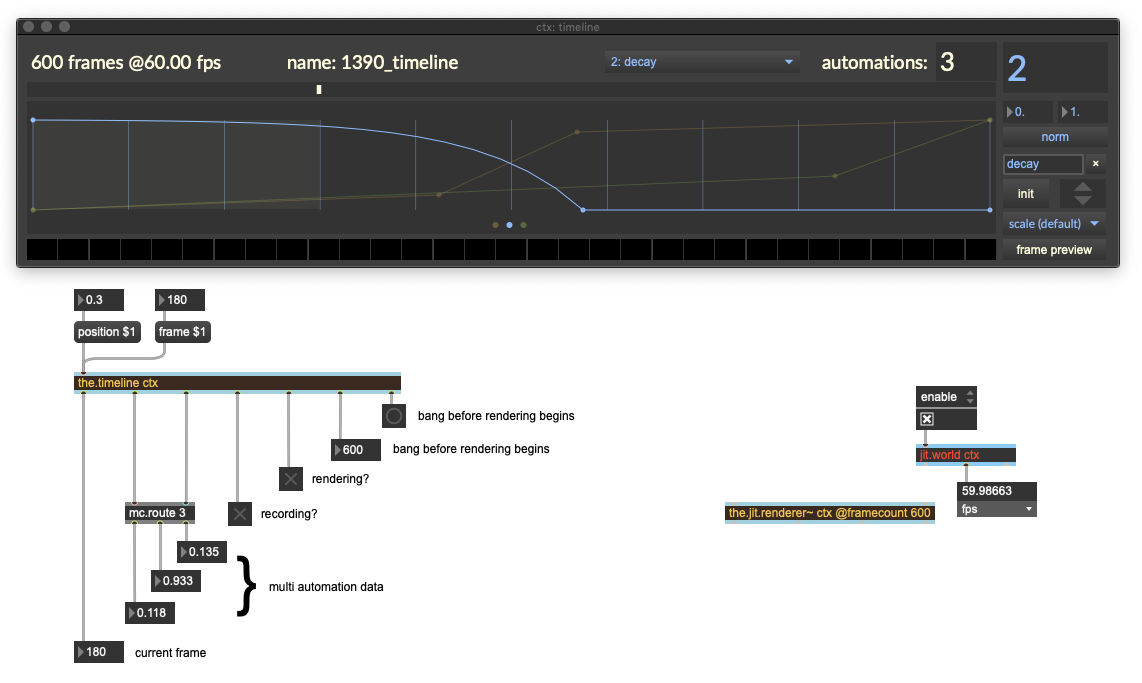 ctx: timeline
600 frames @60.00 fps
name: 1390_timeline
2: decay
automations:
3
2
0.
1.
norm
decay
×
init
scale (default)
frame preview
0.3
180
position $1
frame $1
the.timeline ctx
bang before rendering begins
600
bang before rendering begins
rendering?
mc.route 3
recording?
0.135
0.933
0.118
}
multi automation data
180
current frame
enable
jit.world ctx
59.98663
fps
the.jit.renderer~ ctx @framecount 600